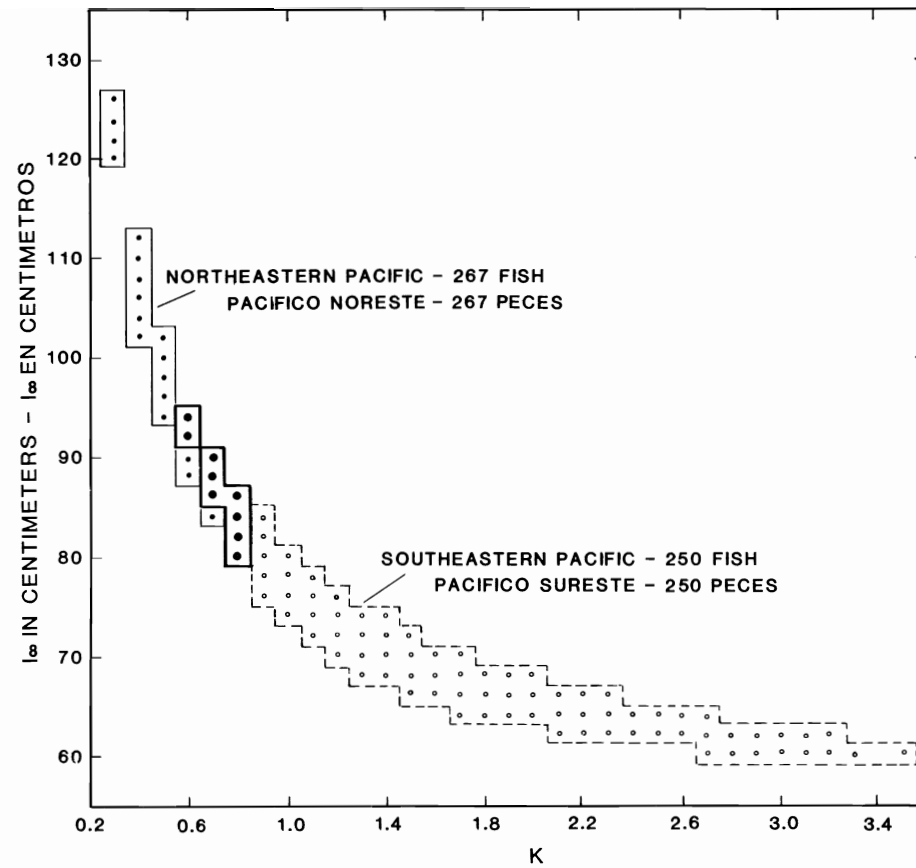 130
120
110
100
90
80
70
60
l∞ IN CENTIMETERS – l∞ EN CENTIMETROS
NORTHEASTERN PACIFIC – 267 FISH
PACIFICO NORESTE – 267 PECES
SOUTHEASTERN PACIFIC – 250 FISH
PACIFICO SURESTE – 250 PECES
0.2 0.6 1.0 1.4 1.8 2.2 2.6 3.0 3.4
K